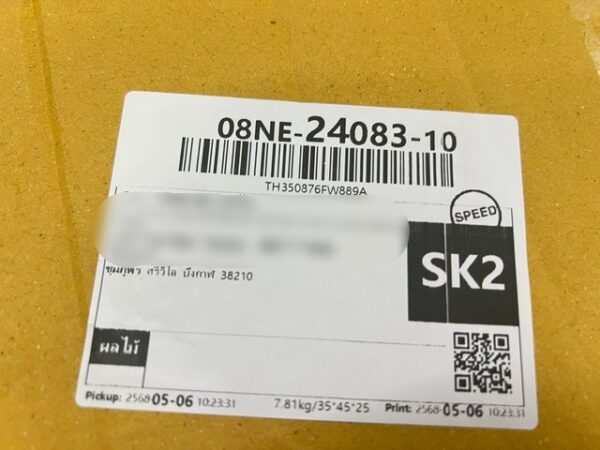 08NE-24083-10
TH350876FW889A
SPEED
SK2
ชุมภูพร ศรีวิไล บึงกาฬ 38210
ผลไม้
Pickup: 2568-05-06 10:23:31
7.81kg/35*45*25
Print: 2568-05-06 10:23:31